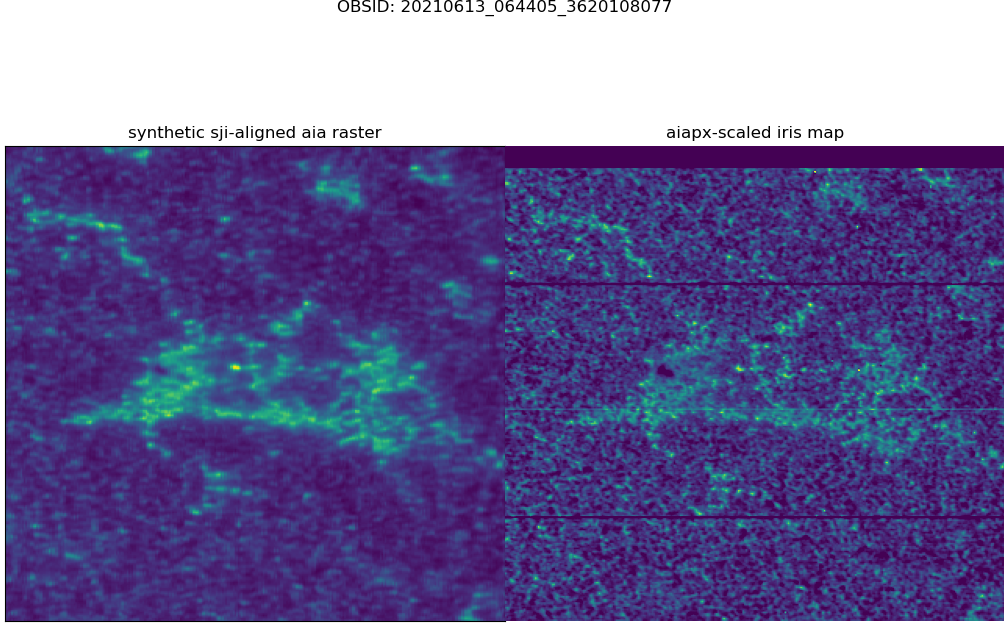 OBSID: 20210613_064405_3620108077
synthetic sji-aligned aia raster
aiapx-scaled iris map